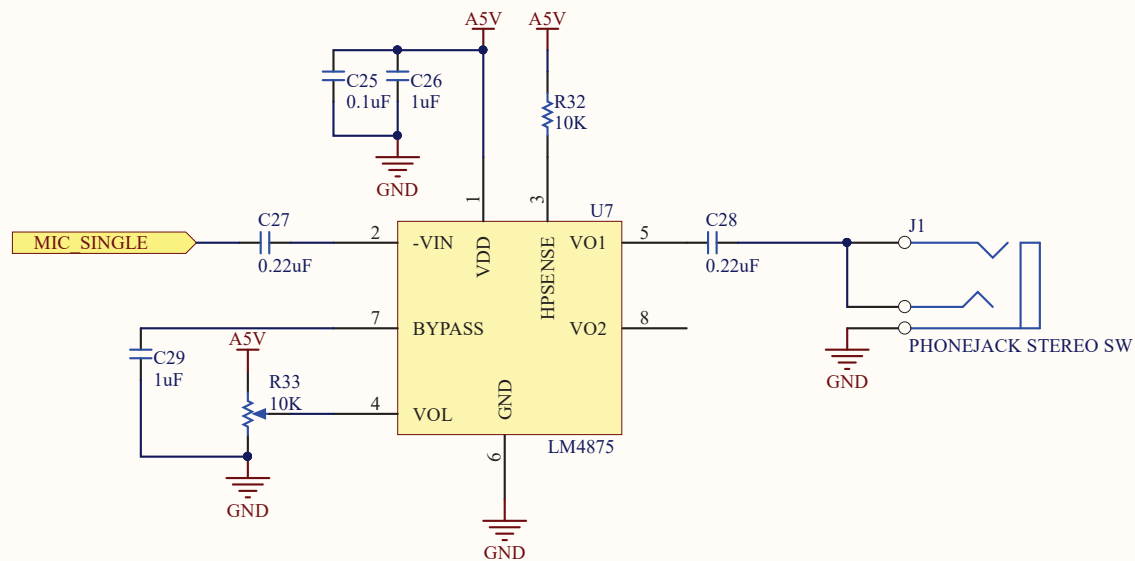 A5V
A5V
C25
0.1uF
C26
1uF
R32
10K
GND
1
3
U7
MIC_SINGLE
C27
0.22uF
2
-VIN
VDD
HPSENSE
VO1
5
C28
0.22uF
J1
7
BYPASS
VO2
8
PHONEJACK STEREO SW
C29
1uF
A5V
R33
10K
4
VOL
GND
GND
LM4875
6
GND
GND